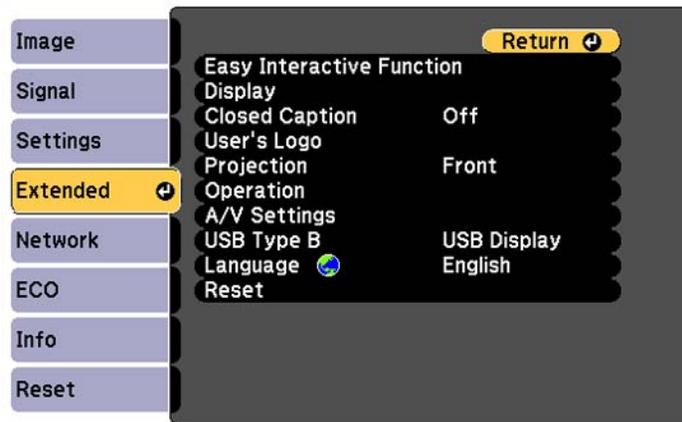 Image
Signal
Settings
Extended
Network
ECO
Info
Reset
Return
Easy Interactive Function
Display
Closed Caption Off
User's Logo
Projection Front
Operation
A/V Settings
USB Type B USB Display
Language English
Reset